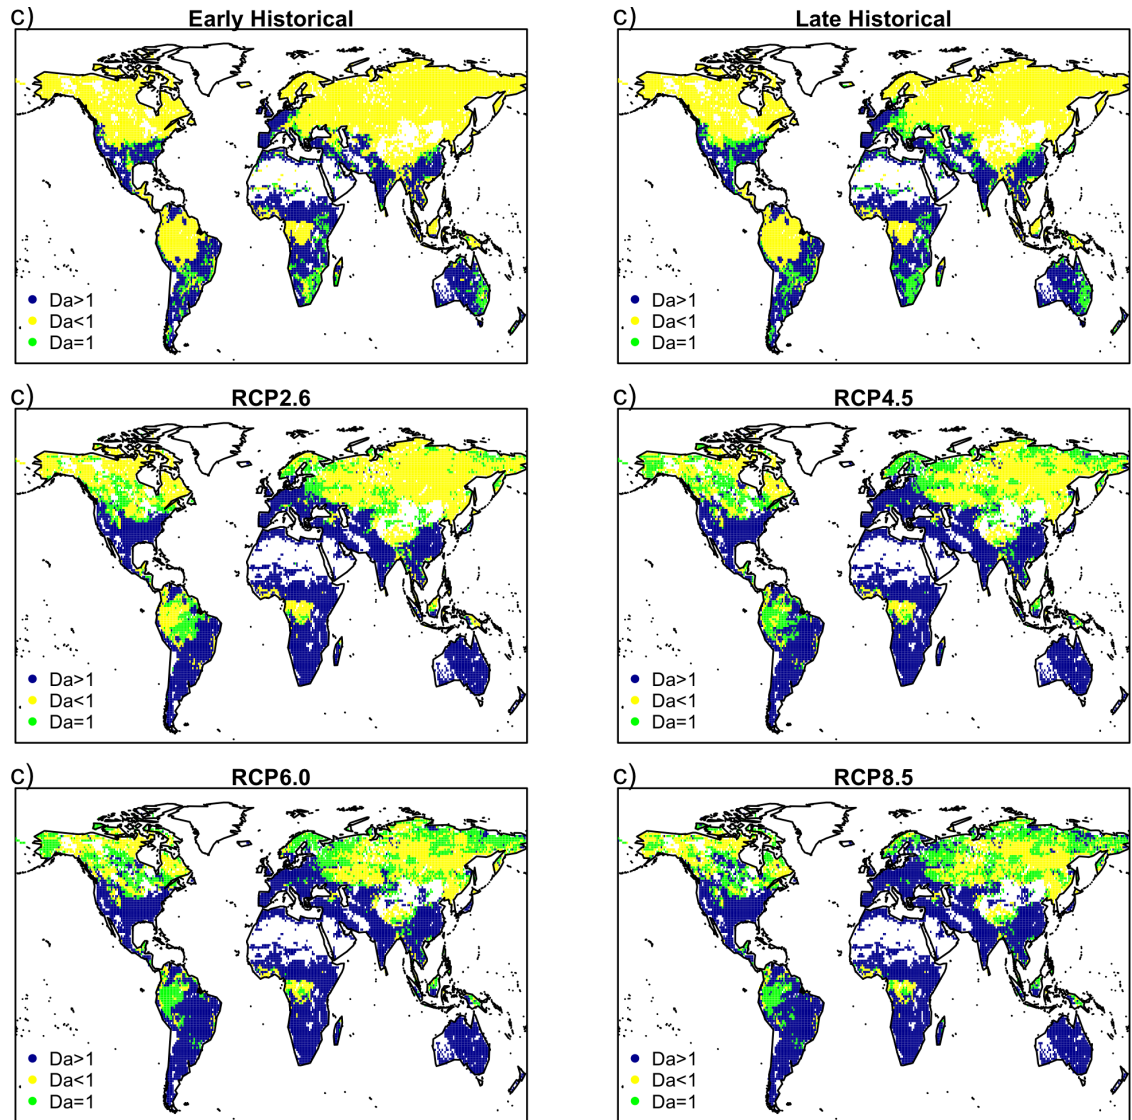 c) Early Historical
Da>1
Da<1
Da=1
c) Late Historical
Da>1
Da<1
Da=1
c) RCP2.6
Da>1
Da<1
Da=1
c) RCP4.5
Da>1
Da<1
Da=1
c) RCP6.0
Da>1
Da<1
Da=1
c) RCP8.5
Da>1
Da<1
Da=1